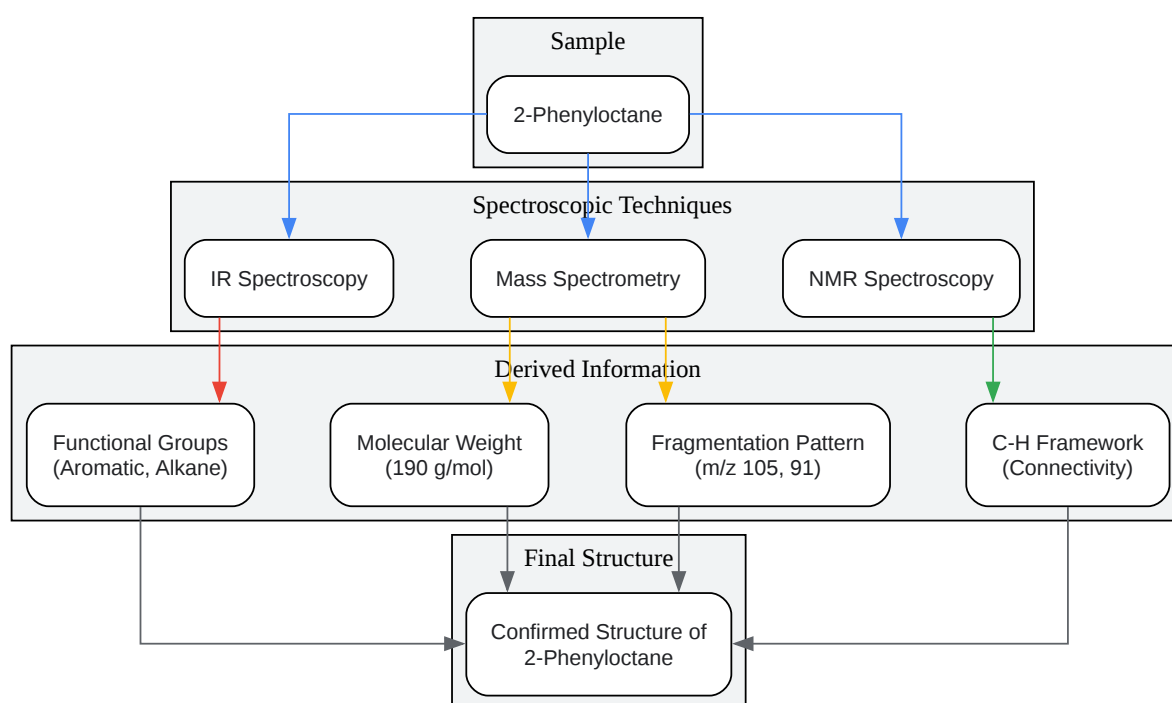 Sample
2-Phenyloctane
Spectroscopic Techniques
IR Spectroscopy
Mass Spectrometry
NMR Spectroscopy
Derived Information
Functional Groups
(Aromatic, Alkane)
Molecular Weight
(190 g/mol)
Fragmentation Pattern
(m/z 105, 91)
C-H Framework
(Connectivity)
Final Structure
Confirmed Structure of
2-Phenyloctane